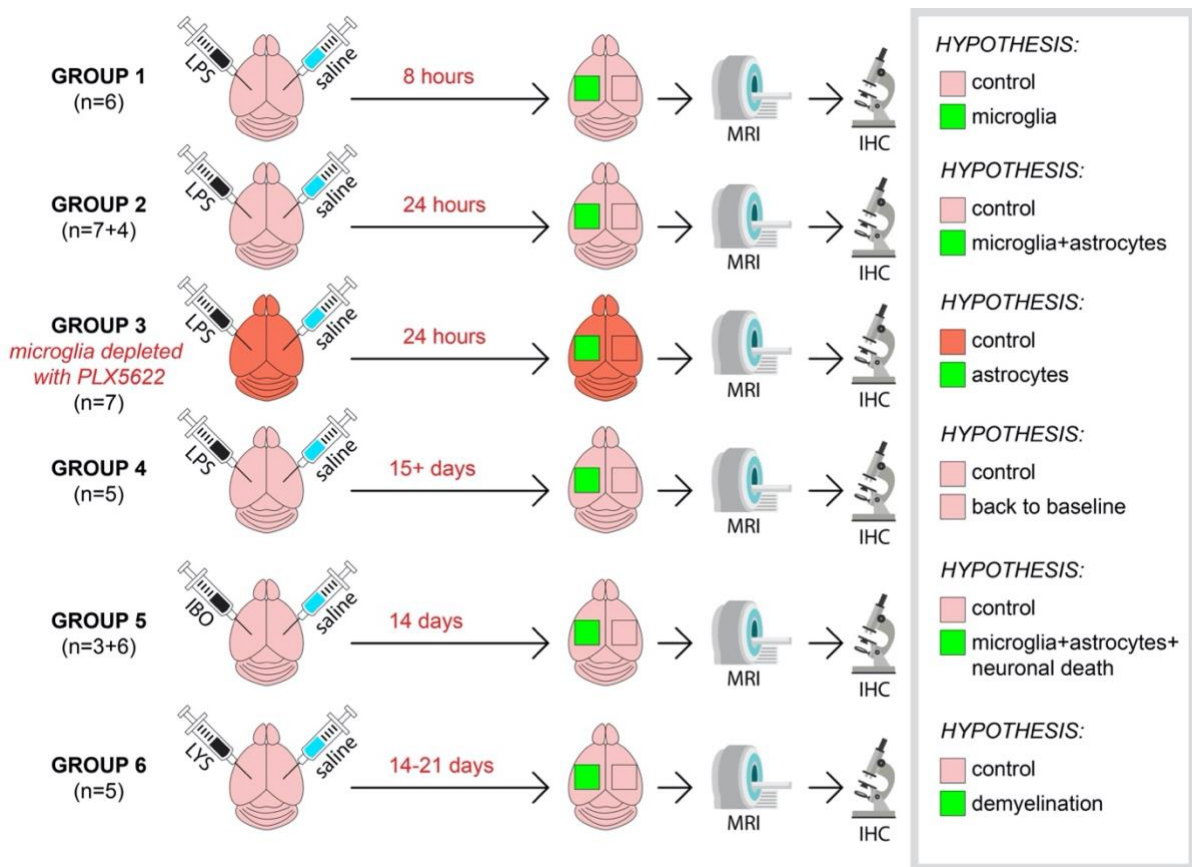 GROUP 1
(n=6)
LPS
saline
8 hours
MRI
IHC
HYPOTHESIS:
control
microglia
GROUP 2
(n=7+4)
LPS
saline
24 hours
MRI
IHC
HYPOTHESIS:
control
microglia+astrocytes
GROUP 3
microglia depleted
with PLX5622
(n=7)
LPS
saline
24 hours
MRI
IHC
HYPOTHESIS:
control
astrocytes
GROUP 4
(n=5)
LPS
saline
15+ days
MRI
IHC
HYPOTHESIS:
control
back to baseline
GROUP 5
(n=3+6)
IBO
saline
14 days
MRI
IHC
HYPOTHESIS:
control
microglia+astrocytes+
neuronal death
GROUP 6
(n=5)
LYS
saline
14-21 days
MRI
IHC
HYPOTHESIS:
control
demyelination